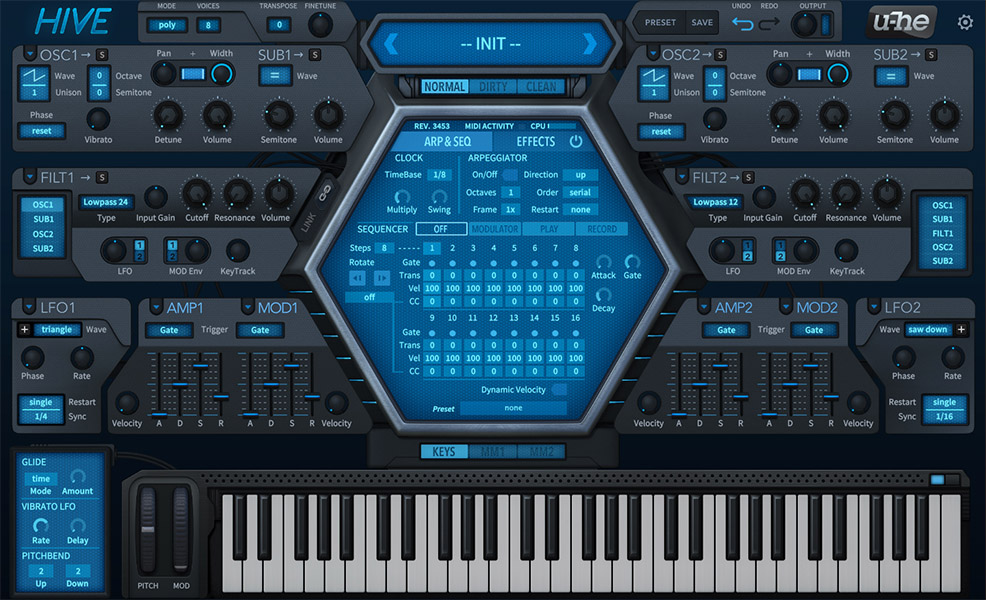 HIVE
MODE VOICES TRANSPOSE FINETUNE
poly 8 0
-- INIT --
UNDO REDO OUTPUT
PRESET SAVE
u-he
NORMAL DIRTY CLEAN
OSC1→ S
Pan + Width
SUB1→ S
Wave 0 Octave
1 Unison 0 Semitone
= Wave
Phase
reset
Vibrato Detune Volume Semitone Volume
OSC2→ S
Pan + Width
SUB2→ S
Wave 0 Octave
1 Unison 0 Semitone
= Wave
Phase
reset
Vibrato Detune Volume Semitone Volume
FILT1→ S
OSC1
SUB1
OSC2
SUB2
Lowpass 24
Type Input Gain Cutoff Resonance Volume
1 1
2 2
LFO MOD Env KeyTrack
LINK
REV. 3453 MIDI ACTIVITY CPU
ARP & SEQ EFFECTS
CLOCK ARPEGGIATOR
TimeBase 1/8 On/Off Direction up
Octaves 1 Order serial
Multiply Swing Frame 1x Restart none
SEQUENCER OFF MODULATOR PLAY RECORD
Steps 8 ----- 1 2 3 4 5 6 7 8
Rotate Gate
Trans 0 0 0 0 0 0 0 0
Vel 100 100 100 100 100 100 100 100
off CC 0 0 0 0 0 0 0 0
Attack Gate
Decay
9 10 11 12 13 14 15 16
Gate
Trans 0 0 0 0 0 0 0 0
Vel 100 100 100 100 100 100 100 100
CC 0 0 0 0 0 0 0 0
Dynamic Velocity
Preset none
FILT2→ S
Lowpass 12
Type Input Gain Cutoff Resonance Volume
1 1
2 2
LFO MOD Env KeyTrack
OSC1
SUB1
FILT1
OSC2
SUB2
LFO1
+ triangle Wave
Phase Rate
single Restart
1/4 Sync
AMP1 MOD1
Gate Trigger Gate
Velocity A D S R A D S R Velocity
AMP2 MOD2
Gate Trigger Gate
Velocity A D S R A D S R Velocity
LFO2
Wave saw down +
Phase Rate
Restart single
Sync 1/16
KEYS MM1 MM2
GLIDE
time
Mode Amount
VIBRATO LFO
Rate Delay
PITCHBEND
2 2
Up Down
PITCH MOD